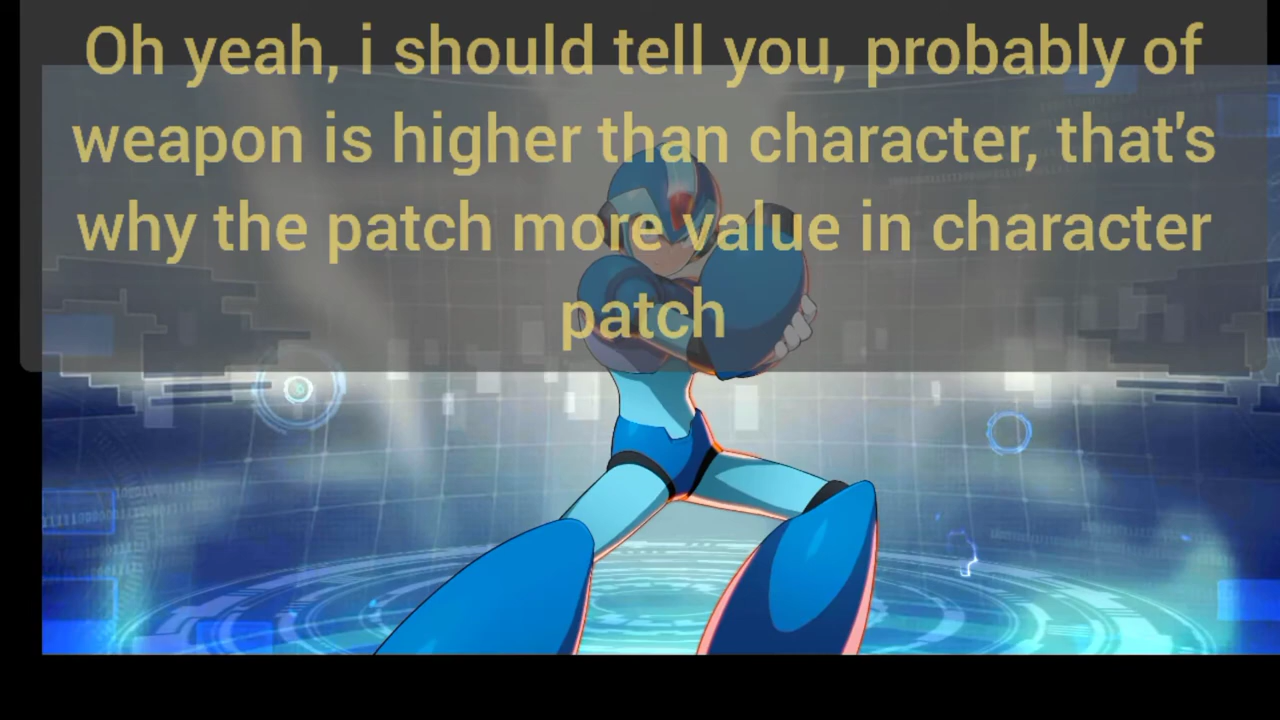 Oh yeah, i should tell you, probably of
weapon is higher than character, that's
why the patch more value in character
patch